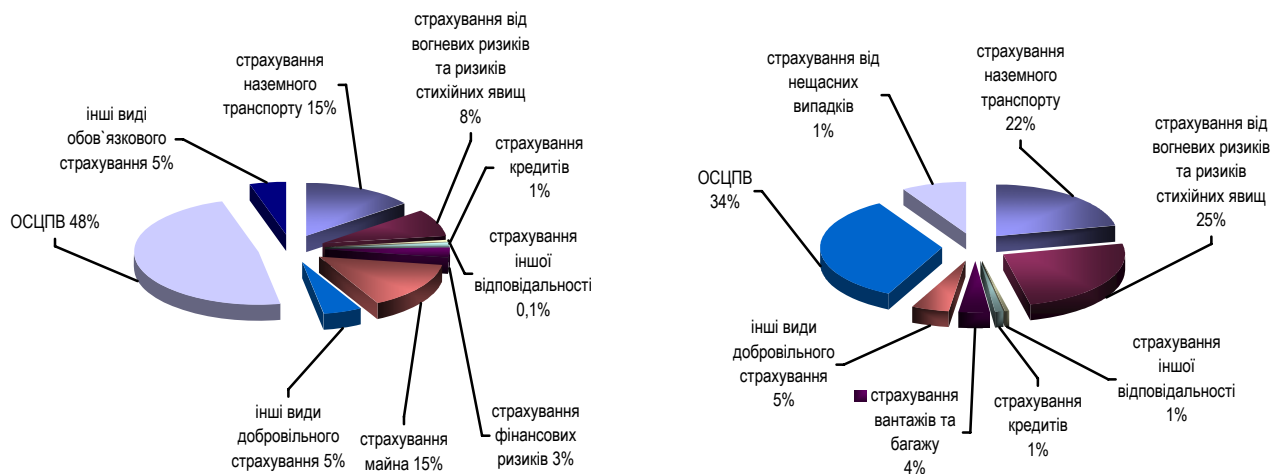 страхування від
вогневих ризиків
та ризиків
стихійних явищ
8%
страхування
наземного
транспорту 15%
інші виді
обов`язкового
страхування 5%
страхування
кредитів
1%
ОСЦПВ 48%
страхування
іншої
відповідальності
0,1%
інші види
добровільного
страхування 5%
страхування
майна 15%
страхування
фінансових
ризиків 3%
страхування від
нещасних
випадків
1%
страхування
наземного
транспорту
22%
страхування від
вогневих ризиків
та ризиків
стихійних явищ
25%
ОСЦПВ
34%
інші види
добровільного
страхування
5%
страхування
вантажів та
багажу
4%
страхування
кредитів
1%
страхування
іншої
відповідальності
1%